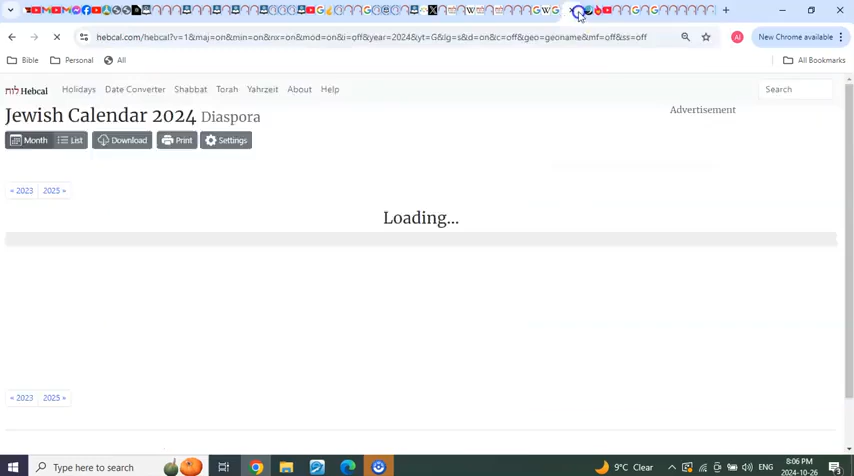 hebcal.com/hebcal?v=1&maj=on&min=on&nx=on&mod=on&i=off&year=2024&yt=G&lg=s&d=on&c=off&geo=geoname&mf=off&ss=off
AI
New Chrome available
Bible
Personal
All
All Bookmarks
לוח Hebcal
Holidays
Date Converter
Shabbat
Torah
Yahrzeit
About
Help
Search
Jewish Calendar 2024 Diaspora
Advertisement
Month
List
Download
Print
Settings
« 2023
2025 »
Loading...
« 2023
2025 »
Type here to search
9°C Clear
ENG
8:06 PM
2024-10-26
3